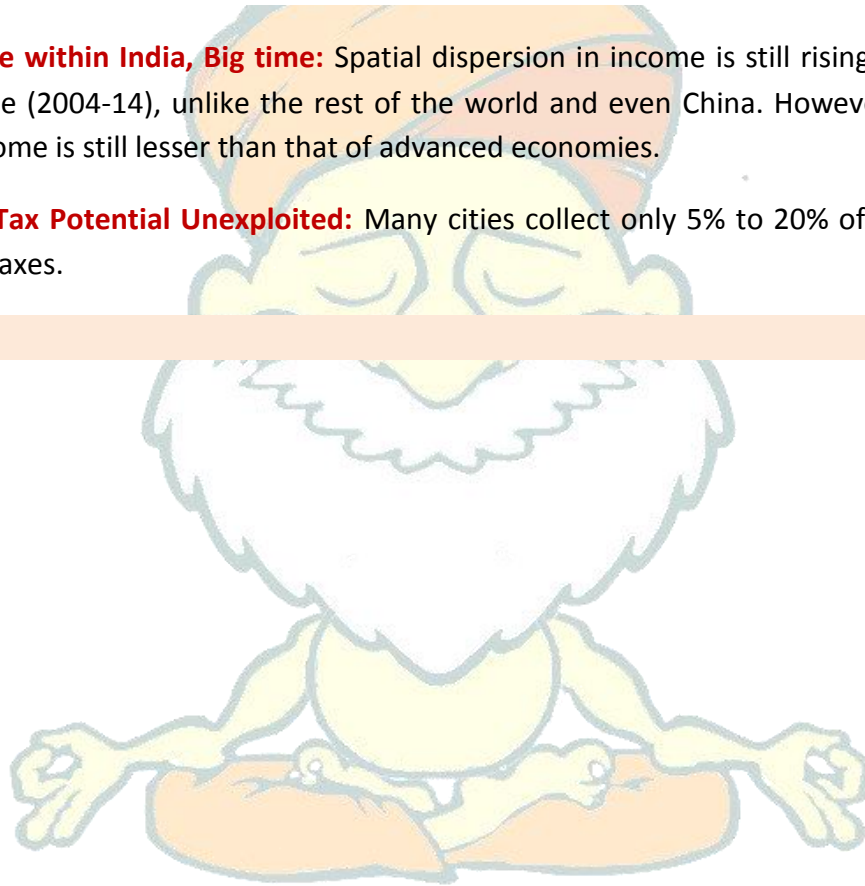 e within India, Big time: Spatial dispersion in income is still rising
e (2004-14), unlike the rest of the world and even China. Howeve
ome is still lesser than that of advanced economies.
Tax Potential Unexploited: Many cities collect only 5% to 20% of
axes.